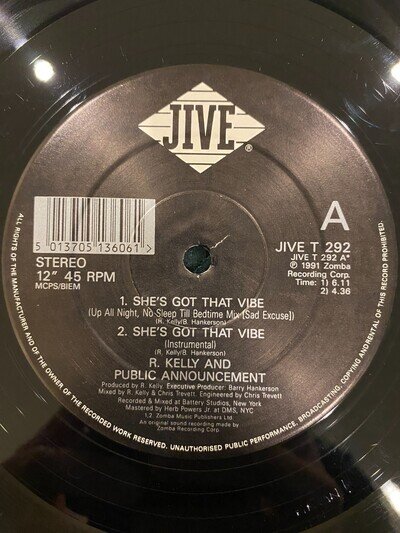 JIVE
®
5 013705 136061 >
A
STEREO
12" 45 RPM
MCPS/BIEM
JIVE T 292
JIVE T 292 A*
℗ 1991 Zomba
Recording Corp.
Time: 1) 6.11
2) 4.36
1. SHE'S GOT THAT VIBE
(Up All Night, No Sleep Till Bedtime Mix [Sad Excuse])
(R. Kelly/B. Hankerson)
2. SHE'S GOT THAT VIBE
(Instrumental)
(R. Kelly/B. Hankerson)
R. KELLY AND
PUBLIC ANNOUNCEMENT
Produced by R. Kelly. Executive Producer: Barry Hankerson
Mixed by R. Kelly & Chris Trevett. Engineered by Chris Trevett
Recorded & Mixed at Battery Studios, New York
Mastered by Herb Powers Jr. at DMS, NYC
1,2. Zomba Music Publishers Ltd.
An original sound recording made by
Zomba Recording Corp.
ALL RIGHTS OF THE MANUFACTURER AND OF THE OWNER OF THE RECORDED WORK RESERVED. UNAUTHORISED PUBLIC PERFORMANCE, BROADCASTING, COPYING AND RENTAL OF THIS RECORD PROHIBITED.